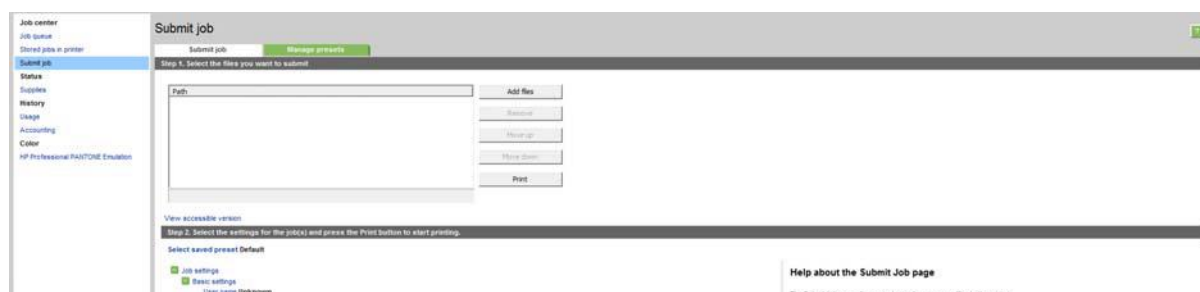 Job center
Job queue
Stored jobs in printer
Submit job
Status
Supplies
History
Usage
Accounting
Color
HP Professional PANTONE Emulation
Submit job
Submit job
Manage presets
Step 1. Select the files you want to submit
Path
Add files
Remove
Move up
Move down
Print
View accessible version
Step 2. Select the settings for the job(s) and press the Print button to start printing.
Select saved preset Default
Job settings
Basic settings
Help about the Submit Job page